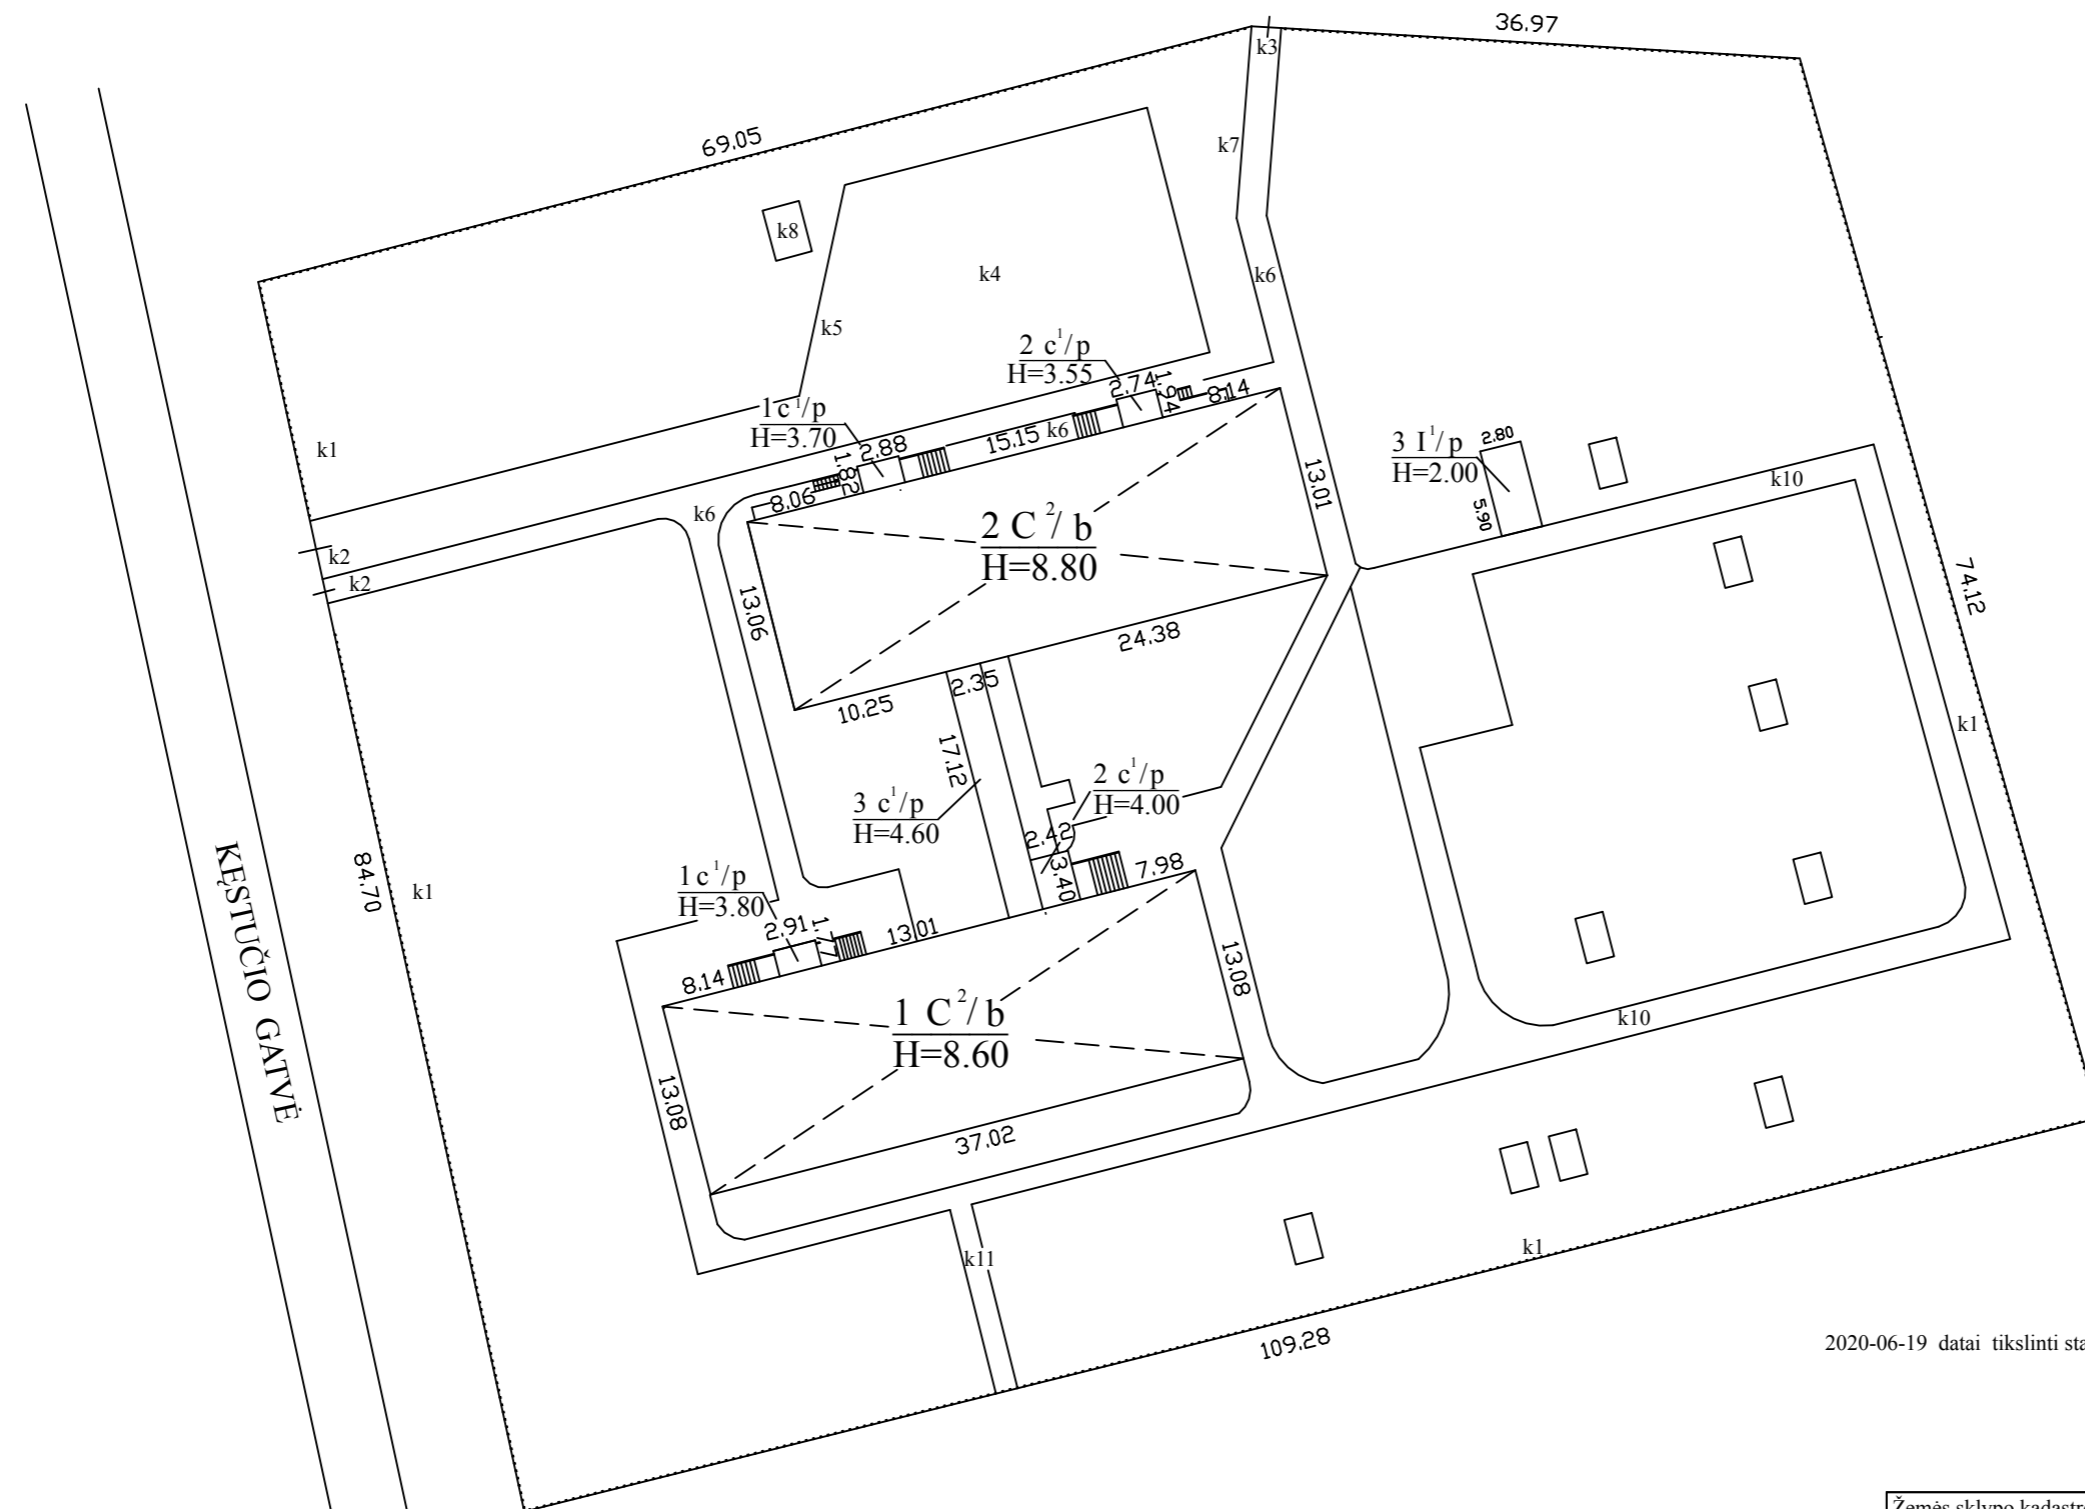 36.97
k3
69.05
k7
k8
k4
k6
k5
2 c¹/p
H=3.55
2.74
1.94
8.14
1c¹/p
H=3.70
2.88
1.82
15.15
k6
8.06
k1
k6
k2
k2
3 I¹/p
H=2.00
2.80
5.90
k10
13.01
2 C²/b
H=8.80
13.06
24.38
2.35
10.25
74.12
k1
17.12
3 c¹/p
H=4.60
2 c¹/p
H=4.00
2.42
3.40
7.98
KĘSTUČIO GATVĖ
84.70
k1
1c¹/p
H=3.80
2.91
1.77
13.01
8.14
13.08
1 C²/b
H=8.60
13.08
37.02
k10
k11
k1
109.28
2020-06-19 datai tikslinti
Žemės sklypo